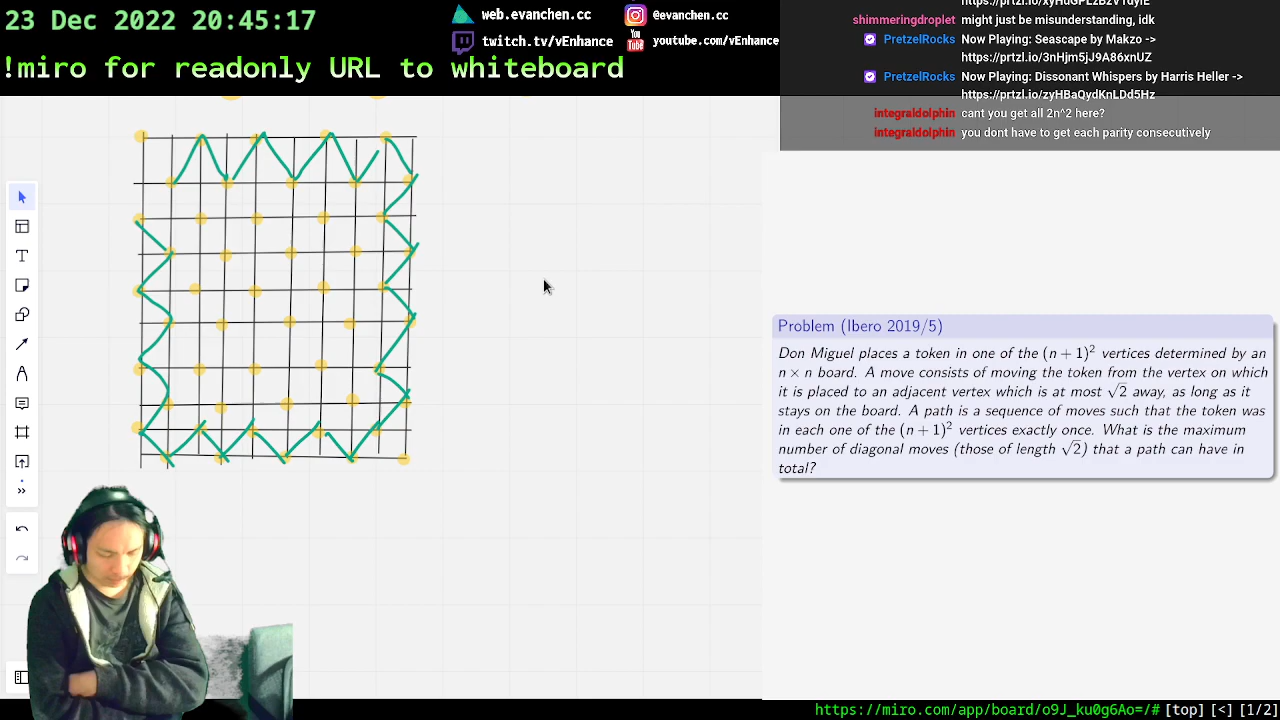 23 Dec 2022 20:45:17
web.evanchen.cc
@evanchen.cc
twitch.tv/vEnhance
You Tube
youtube.com/vEnhance
!miro for readonly URL to whiteboard
shimmeringdroplet might just be misunderstanding, idk
PretzelRocks Now Playing: Seascape by Makzo ->
https://prtzl.io/3nHjm5jJ9A86xnUZ
PretzelRocks Now Playing: Dissonant Whispers by Harris Heller ->
https://prtzl.io/zyHBaQydKnLDd5Hz
integraldolphin cant you get all 2n^2 here?
integraldolphin you dont have to get each parity consecutively
T
Problem (Ibero 2019/5)
Don Miguel places a token in one of the (n + 1)² vertices determined by an
n × n board. A move consists of moving the token from the vertex on which
it is placed to an adjacent vertex which is at most √2 away, as long as it
stays on the board. A path is a sequence of moves such that the token was
in each one of the (n + 1)² vertices exactly once. What is the maximum
number of diagonal moves (those of length √2) that a path can have in
total?
https://miro.com/app/board/o9J_ku0g6Ao=/# [top] [<] [1/2]